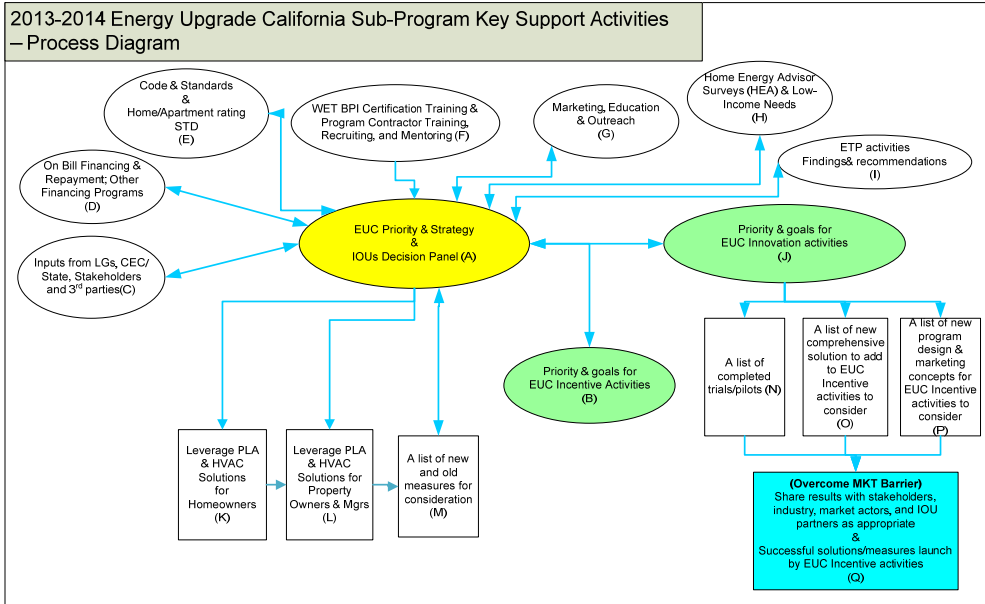 2013-2014 Energy Upgrade California Sub-Program Key Support Activities
– Process Diagram
Code & Standards
&
Home/Apartment rating
STD
(E)
WET BPI Certification Training &
Program Contractor Training,
Recruiting, and Mentoring (F)
Marketing, Education
& Outreach
(G)
Home Energy Advisor
Surveys (HEA) & Low-
Income Needs
(H)
ETP activities
Findings& recommendations
(I)
On Bill Financing &
Repayment; Other
Financing Programs
(D)
Inputs from LGs, CEC/
State, Stakeholders
and 3rd parties(C)
EUC Priority & Strategy
&
IOUs Decision Panel (A)
Priority & goals for
EUC Innovation activities
(J)
Priority & goals for
EUC Incentive Activities
(B)
A list of
completed
trials/pilots (N)
A list of new
comprehensive
solution to add
to EUC
Incentive
activities to
consider
(O)
A list of new
program
design &
marketing
concepts for
EUC Incentive
activities to
consider
(P)
Leverage PLA
& HVAC
Solutions
for
Homeowners
(K)
Leverage PLA
& HVAC
Solutions for
Property
Owners & Mgrs
(L)
A list of new
and old
measures for
consideration
(M)
(Overcome MKT Barrier)
Share results with stakeholders,
industry, market actors, and IOU
partners as appropriate
&
Successful solutions/measures launch
by EUC Incentive activities
(Q)